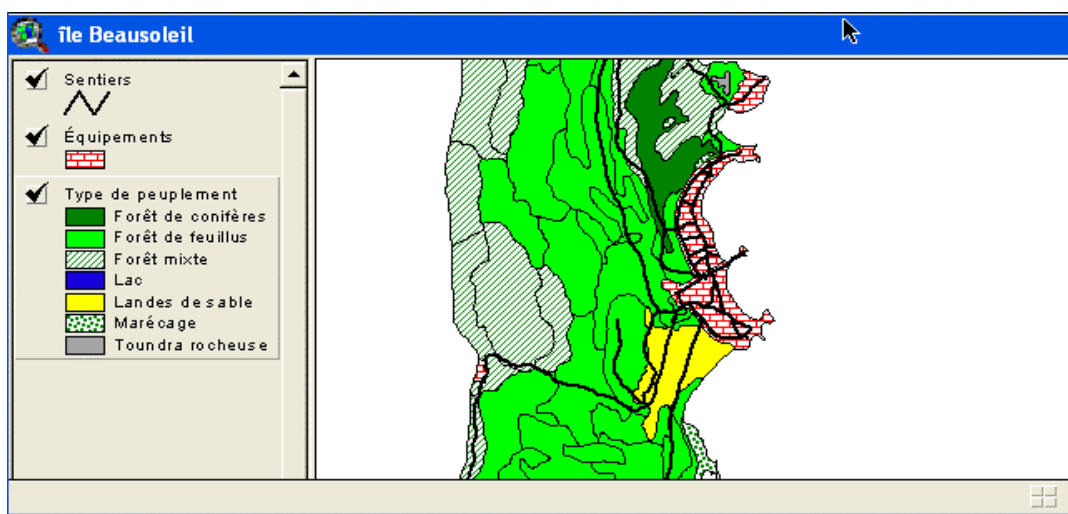 île Beausoleil
Sentiers
Équipements
Type de peuplement
Forêt de conifères
Forêt de feuillus
Forêt mixte
Lac
Landes de sable
Marécage
Toundra rocheuse